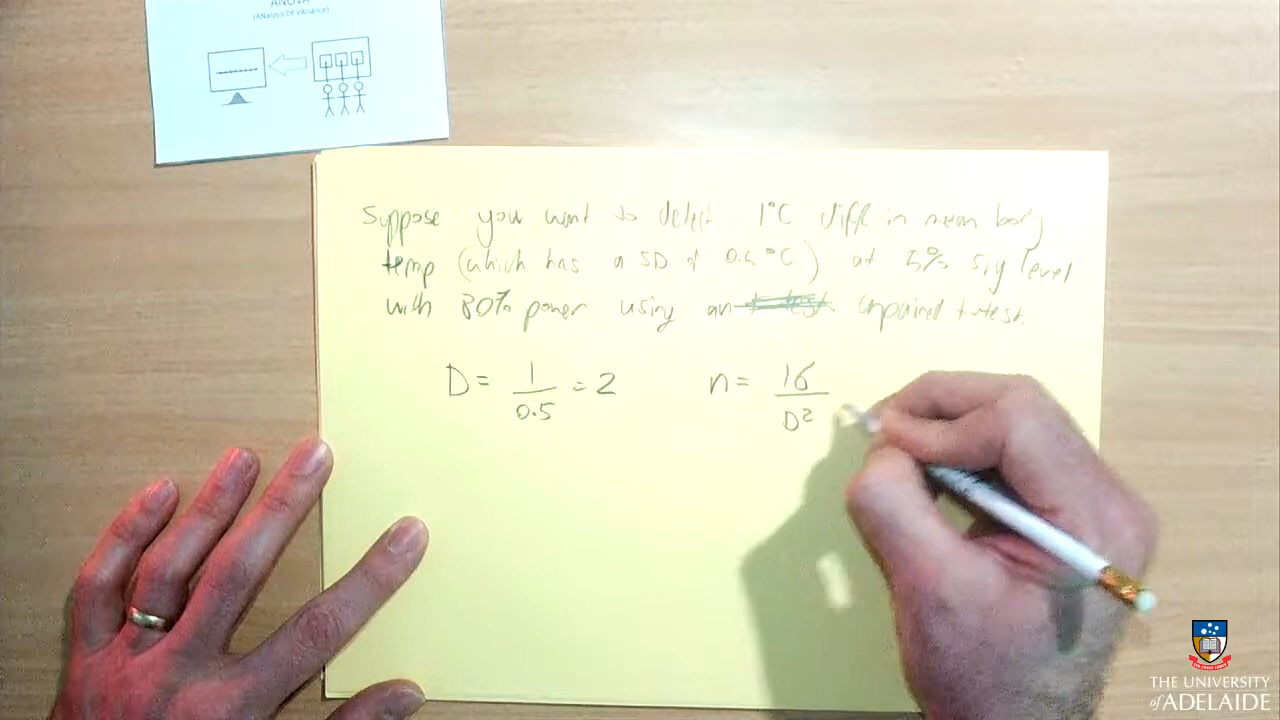 ANOVA
(ANalysis Of VAriance)
Suppose you want to detect 1°C diff in mean body
temp (which has a SD of 0.5°C) at 5% sig level
with 80% power using an unpaired t-test.
D = 1/0.5 = 2
n = 16/D²
THE UNIVERSITY
of ADELAIDE